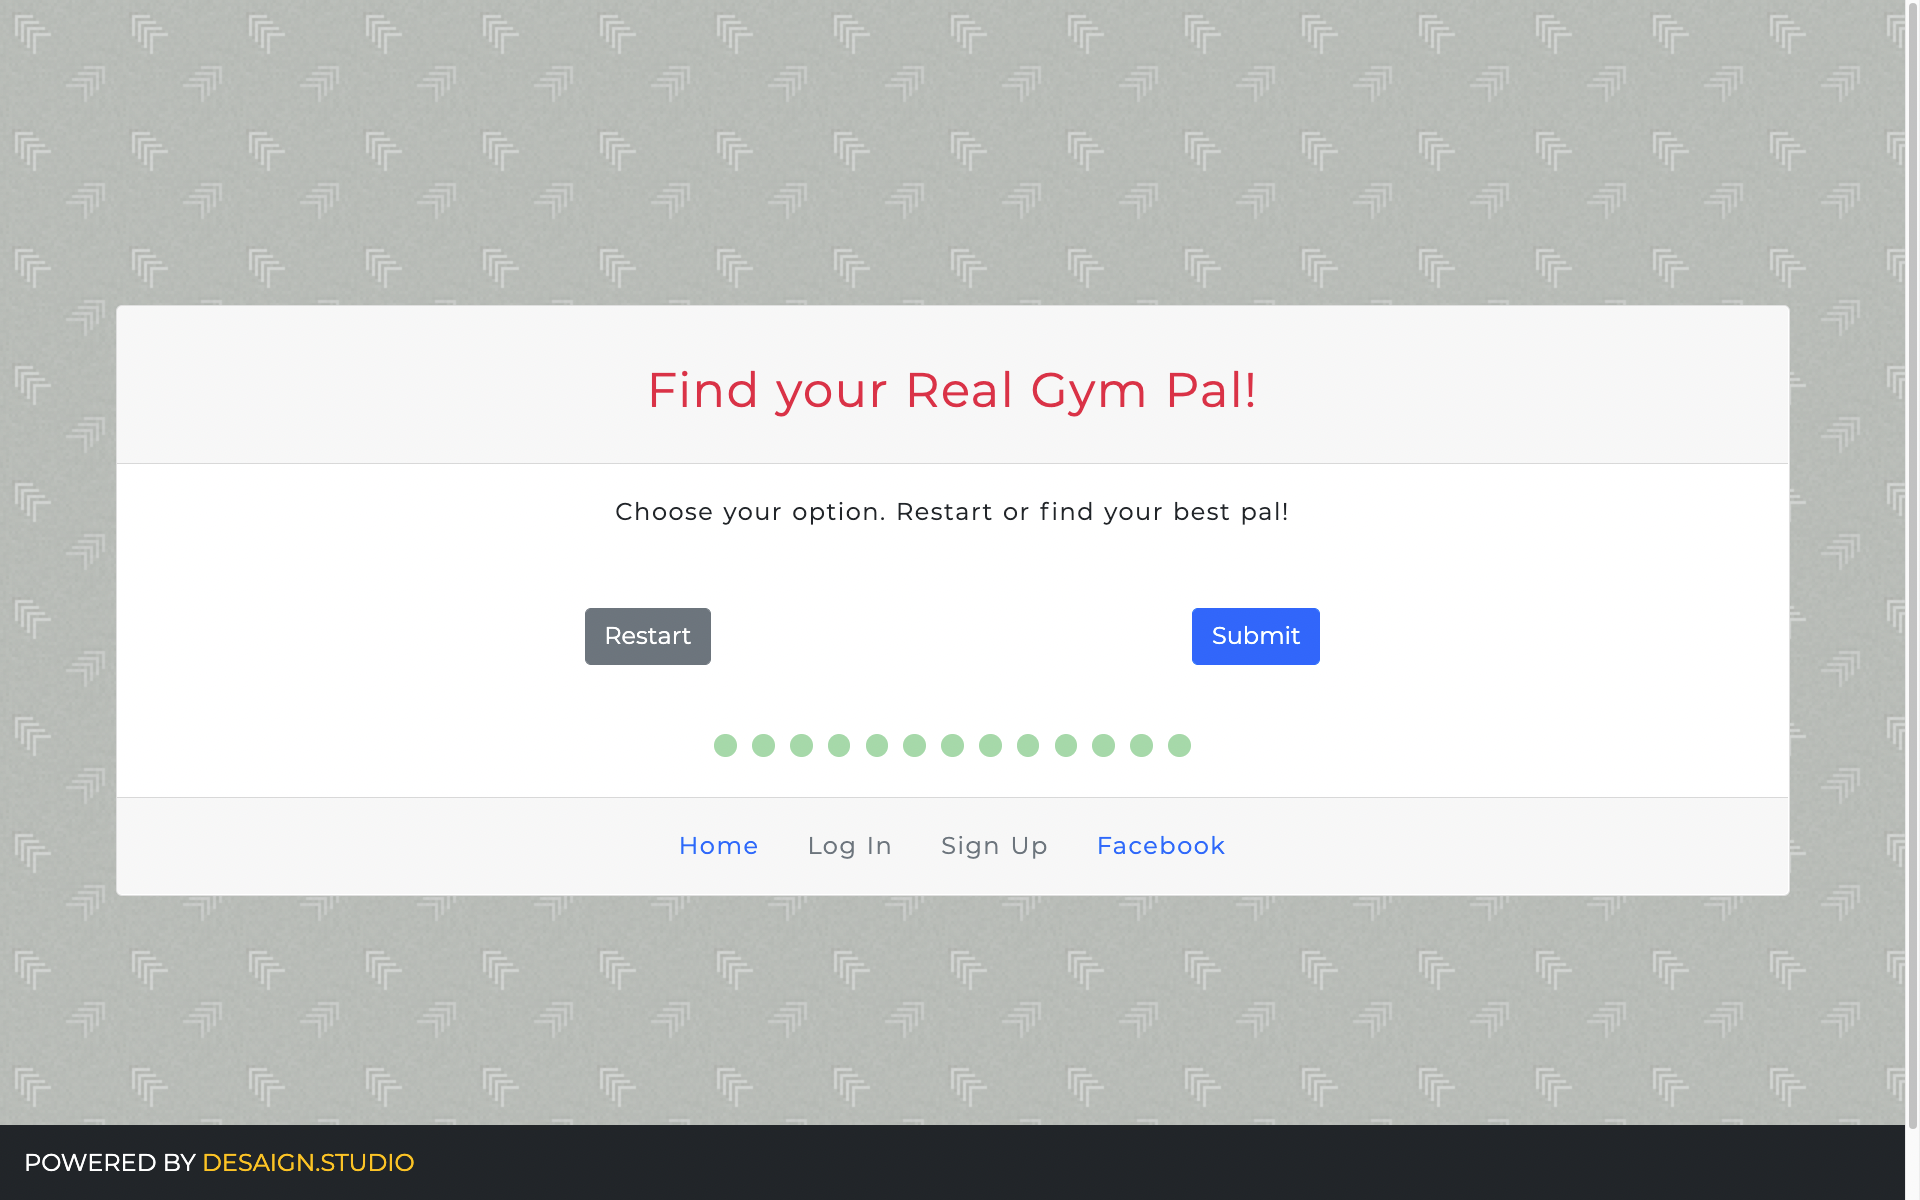 Find your Real Gym Pal!
Choose your option. Restart or find your best pal!
Restart Submit
Home Log In Sign Up Facebook
POWERED BY DESAIGN.STUDIO